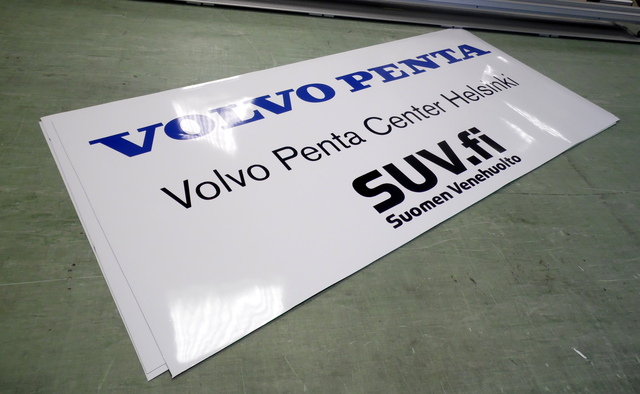 VOLVO PENTA
Volvo Penta Center Helsinki
SUV.fi
Suomen Venehuolto